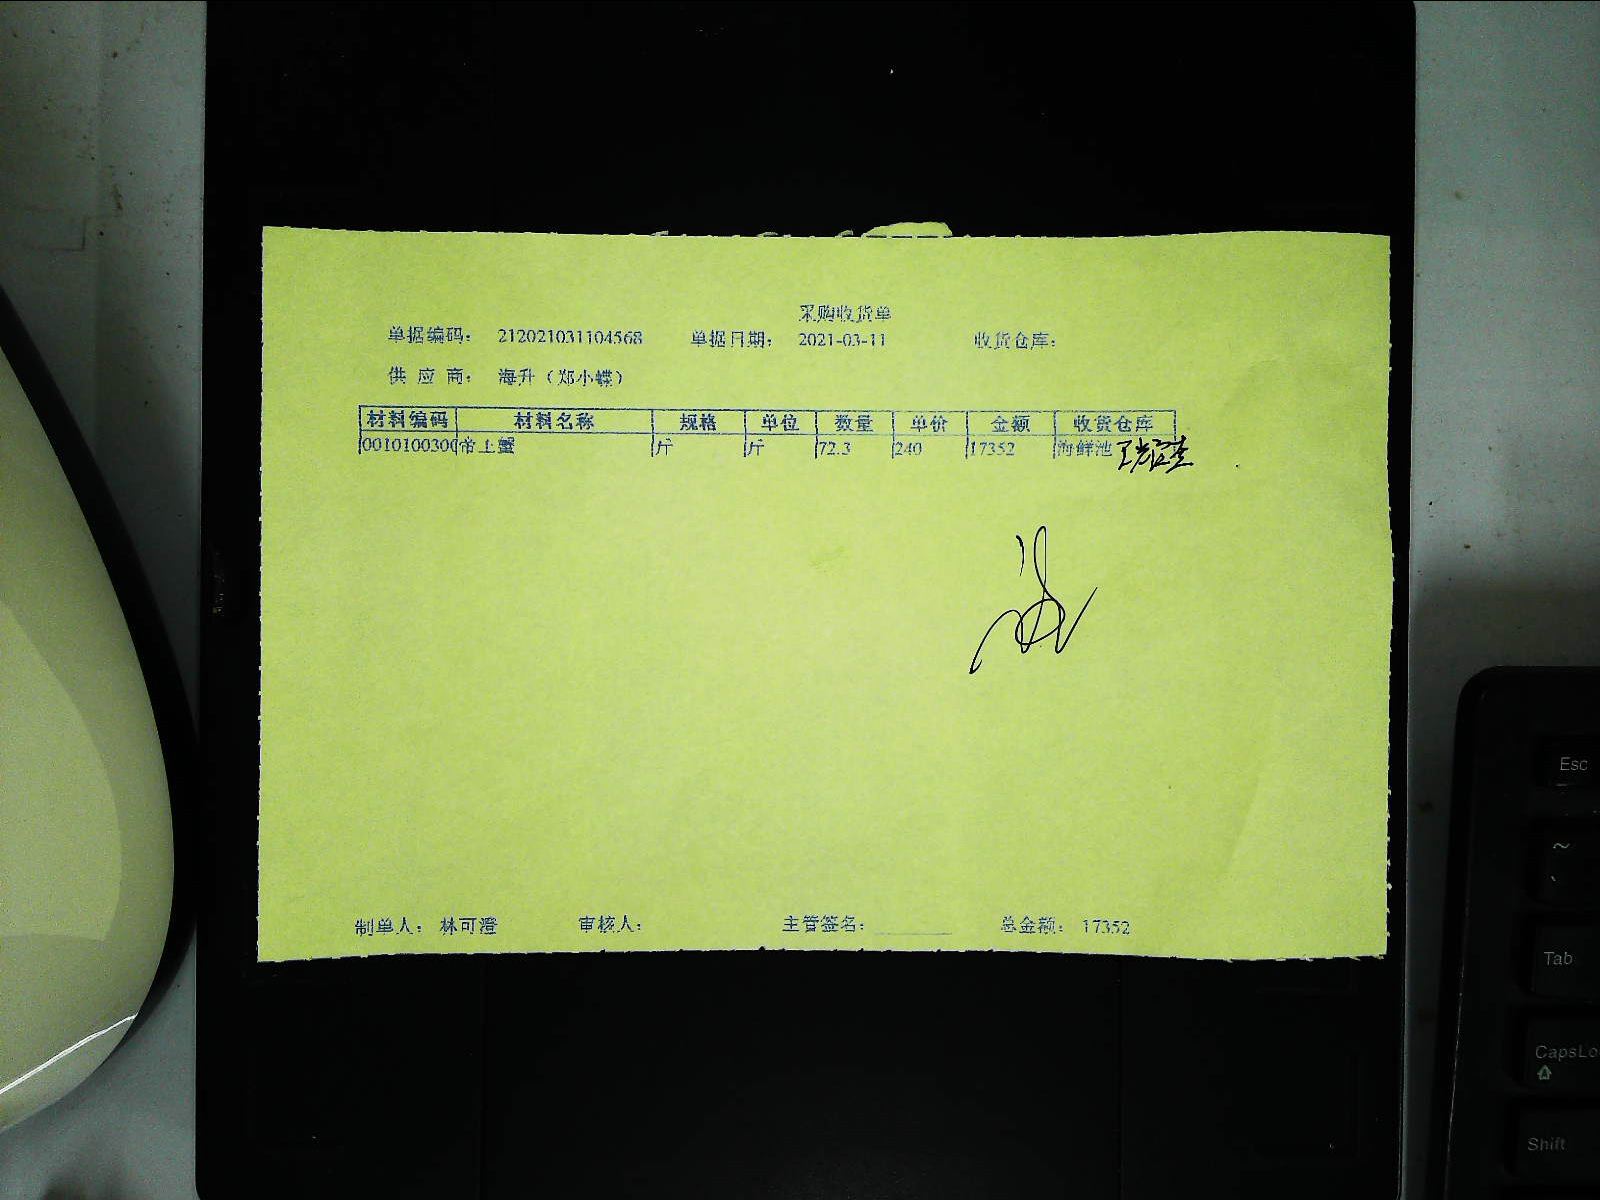 采购收货单
单据编码： 212021031104568 单据日期： 2021-03-11 收货仓库：
供 应 商： 海升（郑小蝶）
材料编码 材料名称 规格 单位 数量 单价 金额 收货仓库
0010100300 帝王蟹 斤 斤 72.3 240 17352 海鲜池
制单人： 林可澄 审核人： 主管签名： 总金额： 17352
Esc
~
、
Tab
CapsLo
Shift